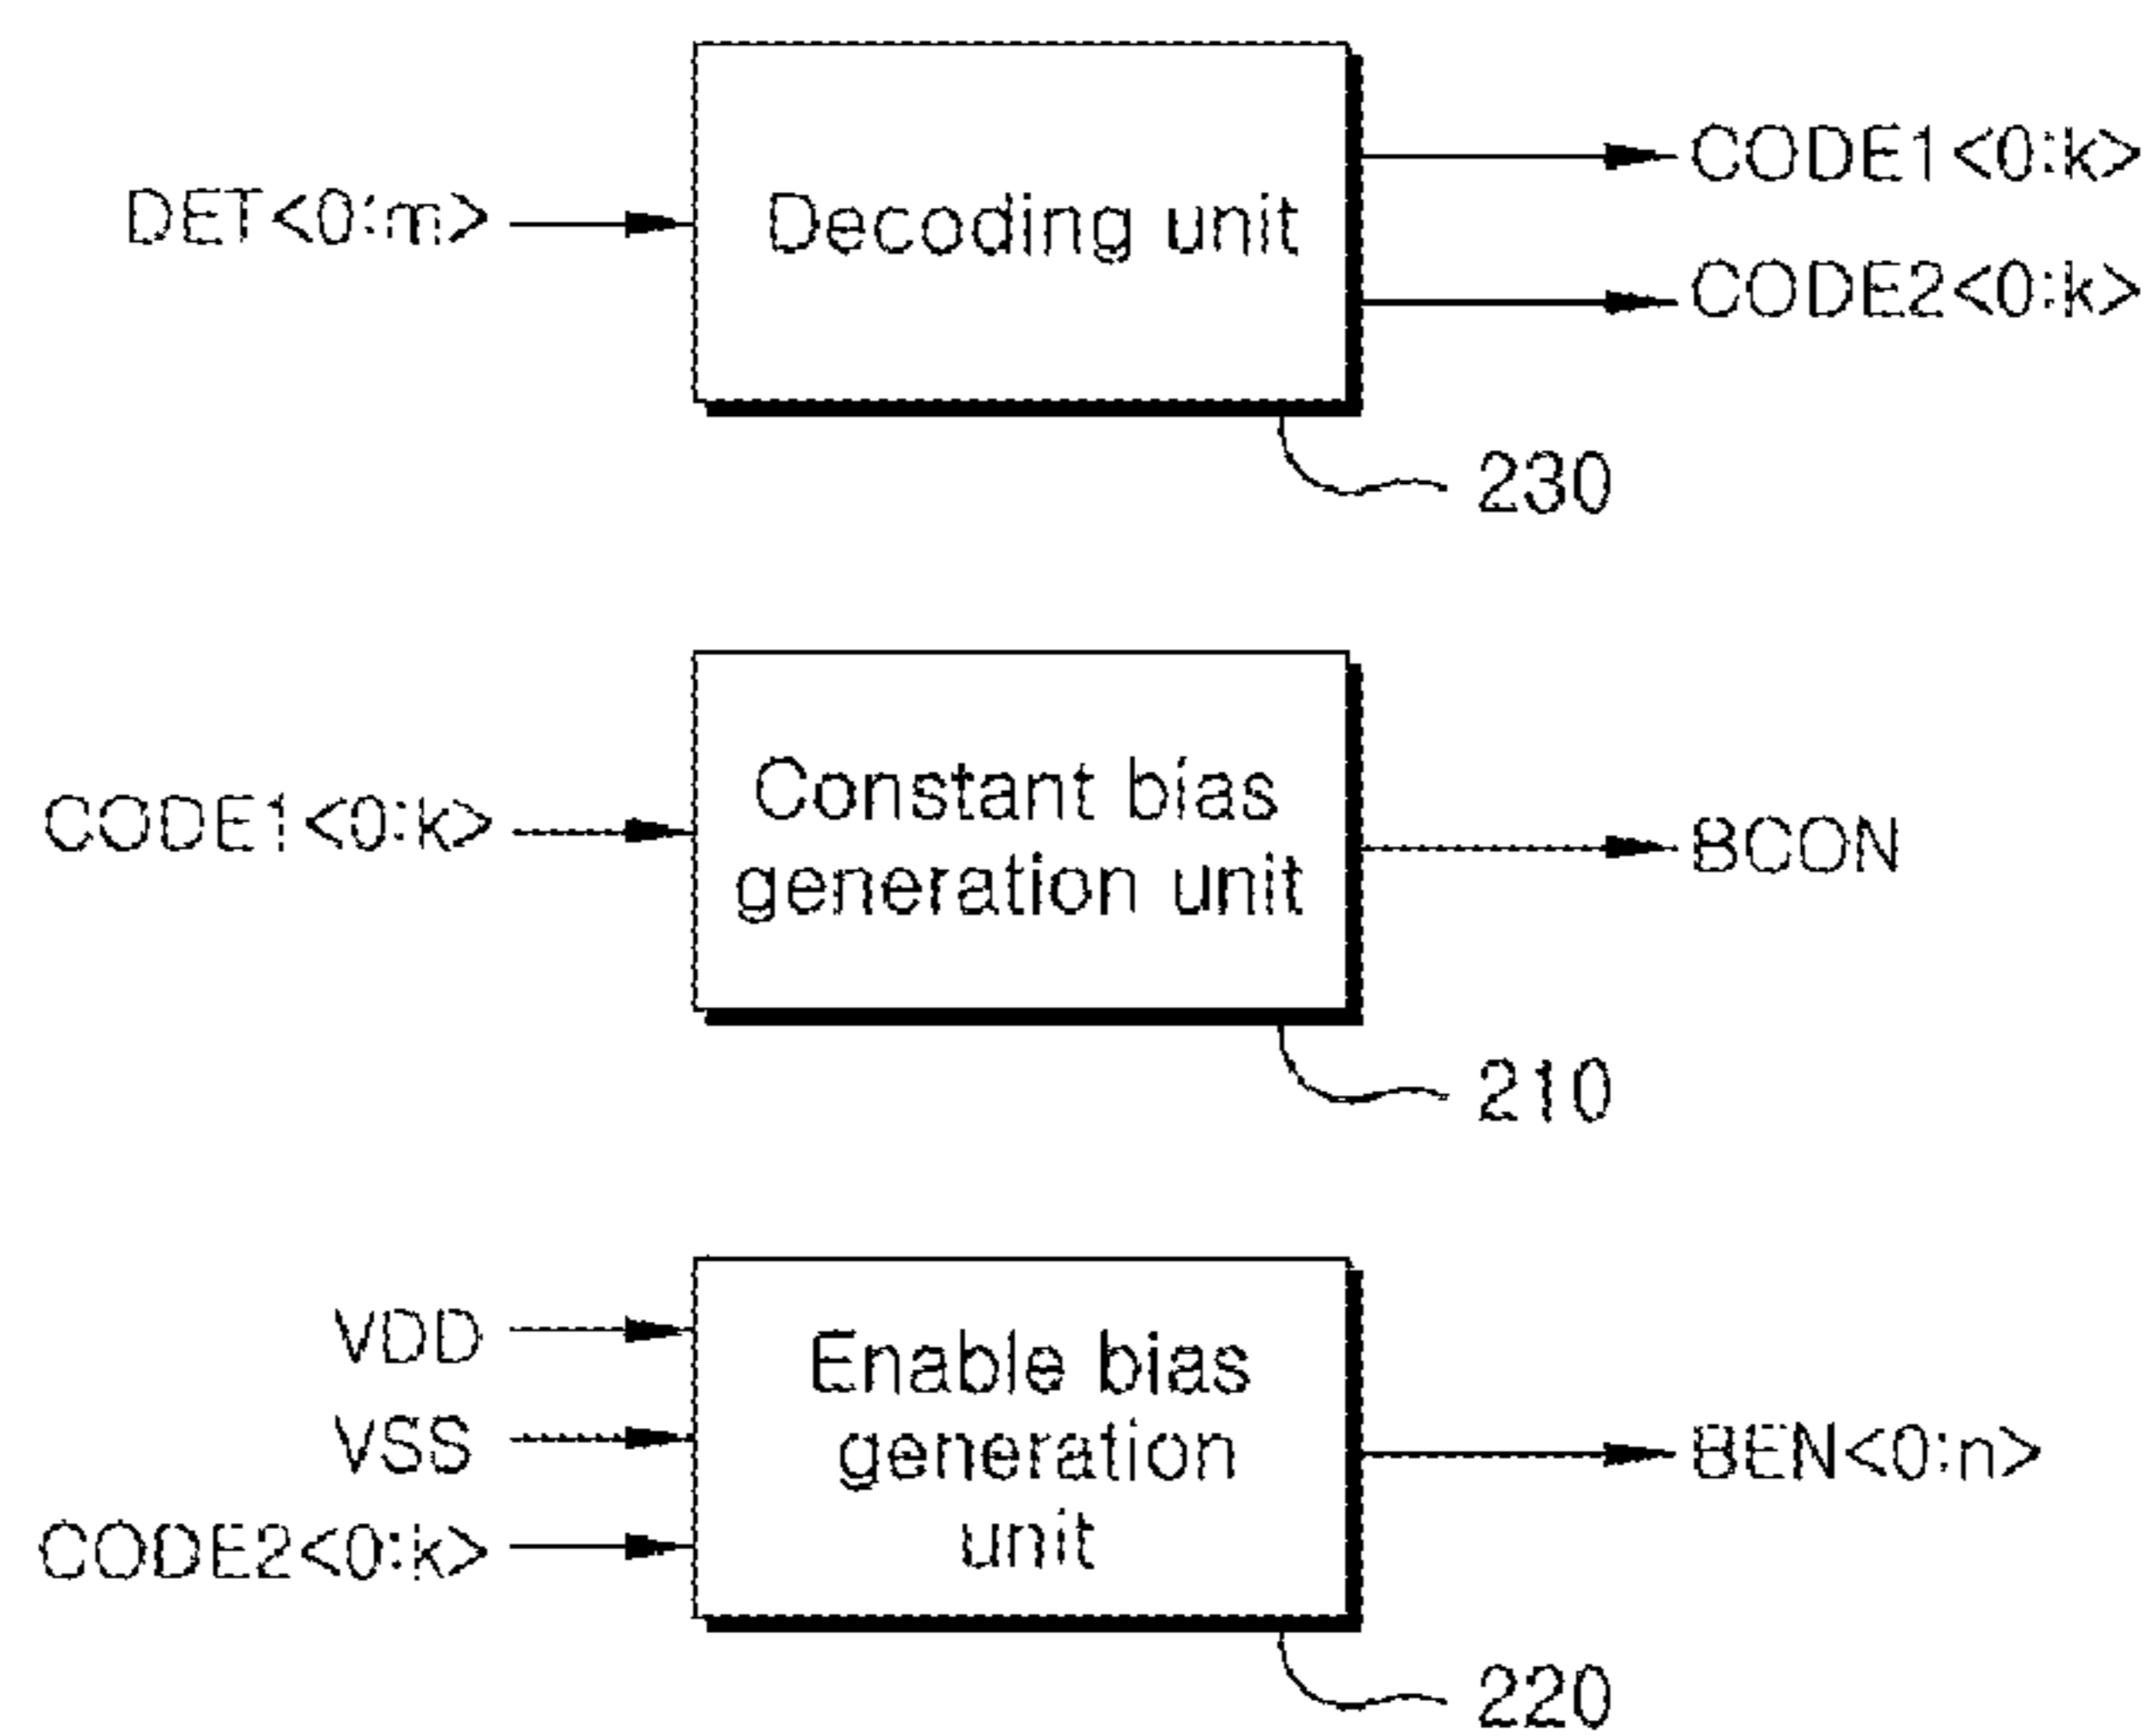 DET<0:m>
Decoding unit
CODE1<0:k>
CODE2<0:k>
230
CODE1<0:k>
Constant bias
generation unit
BCON
210
VDD
VSS
CODE2<0:k>
Enable bias
generation
unit
BEN<0:n>
220